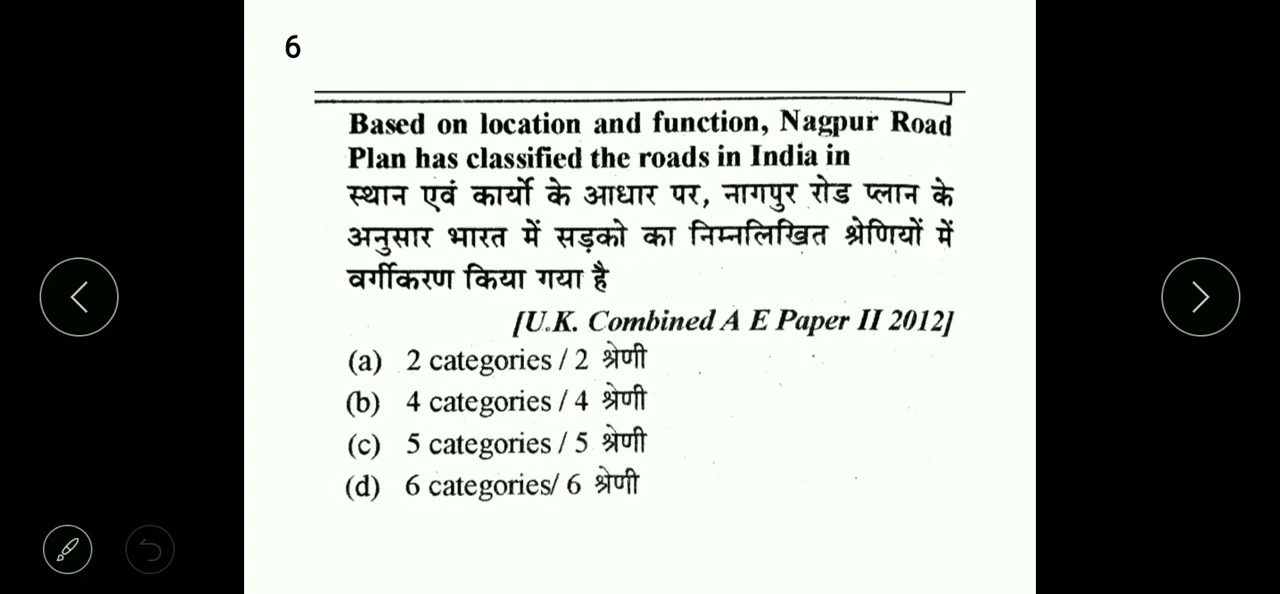 6
Based on location and function, Nagpur Road
Plan has classified the roads in India in
स्थान एवं कार्यो के आधार पर, नागपुर रोड प्लान के
अनुसार भारत में सड़को का निम्नलिखित श्रेणियों में
वर्गीकरण किया गया है
[U.K. Combined A E Paper II 2012]
(a) 2 categories / 2 श्रेणी
(b) 4 categories / 4 श्रेणी
(c) 5 categories / 5 श्रेणी
(d) 6 categories/ 6 श्रेणी